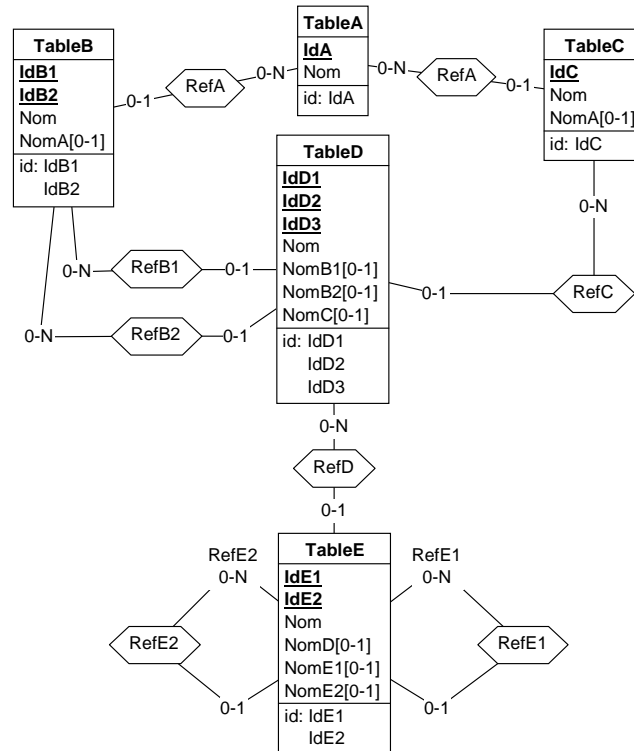 TableA
IdA
Nom
id: IdA
TableB
IdB1
IdB2
Nom
NomA[0-1]
id: IdB1
IdB2
TableC
IdC
Nom
NomA[0-1]
id: IdC
0-1
RefA
0-N
0-N
RefA
0-1
TableD
IdD1
IdD2
IdD3
Nom
NomB1[0-1]
NomB2[0-1]
NomC[0-1]
id: IdD1
IdD2
IdD3
0-N
RefB1
0-1
0-N
RefB2
0-1
0-N
RefC
0-1
0-N
RefD
0-1
TableE
IdE1
IdE2
Nom
NomD[0-1]
NomE1[0-1]
NomE2[0-1]
id: IdE1
IdE2
RefE2
0-N
RefE2
0-1
RefE1
0-N
RefE1
0-1